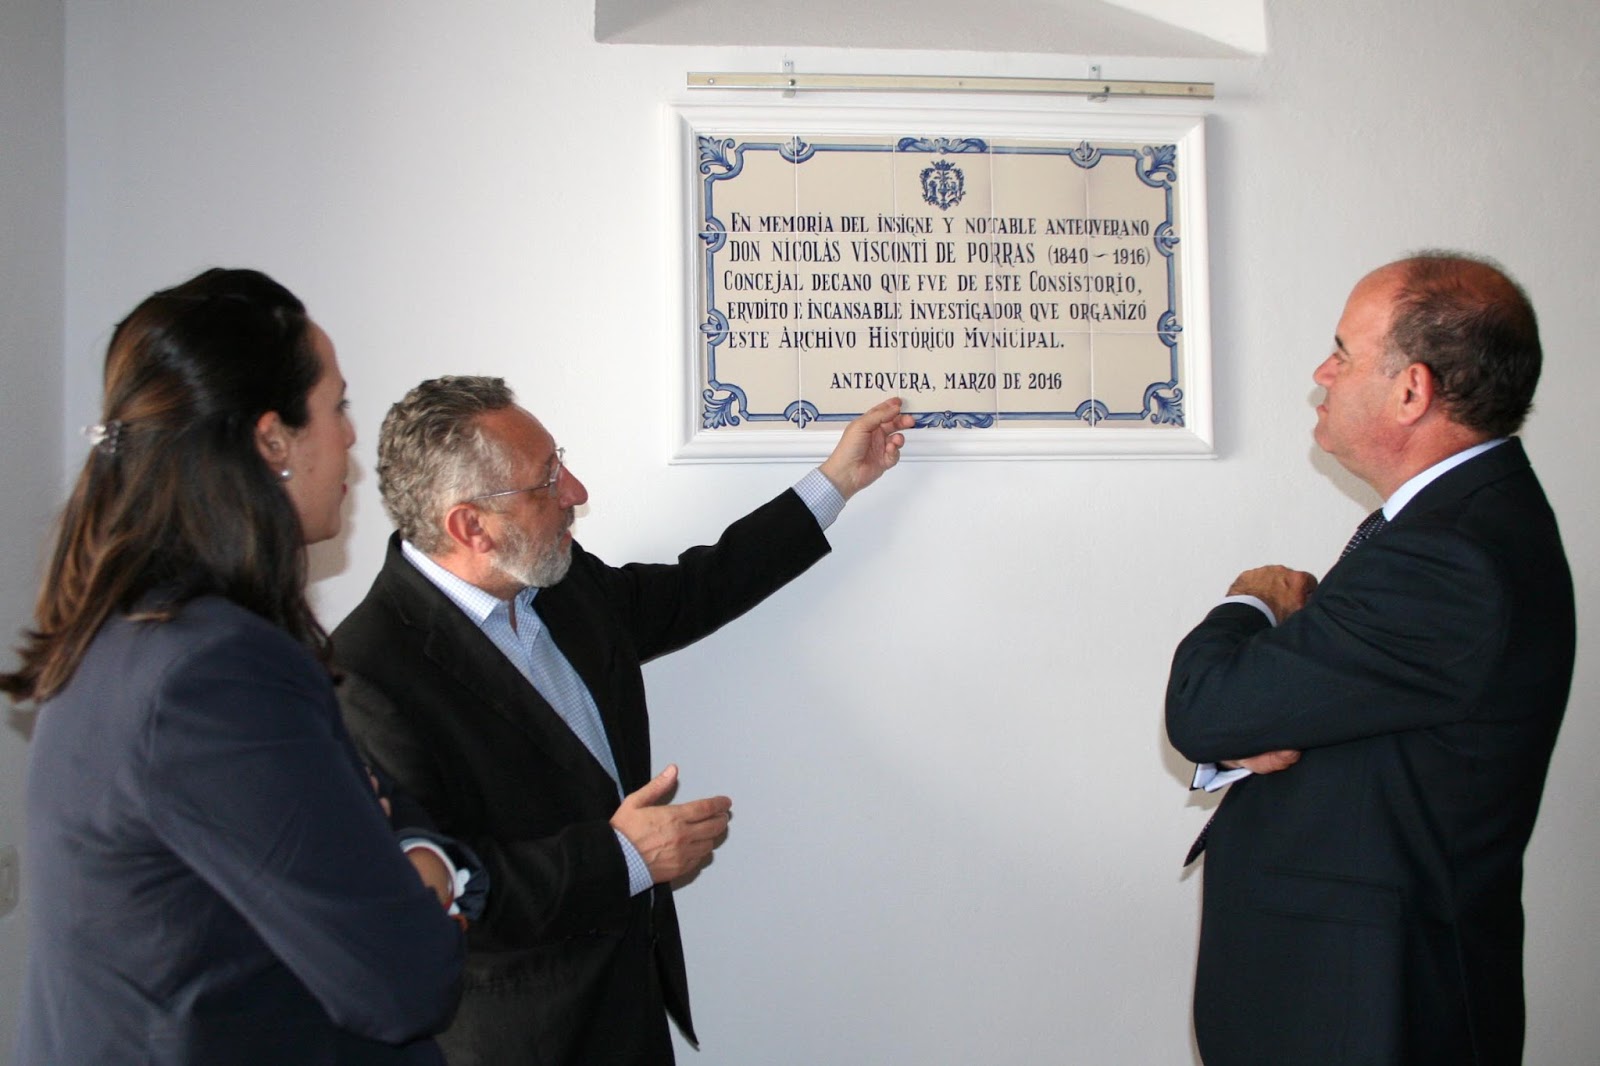 En memoria del insigne y notable anteqverano
Don Nicolás Visconti de Porras (1840 - 1916)
Concejal decano qve fve de este Consistorio,
ervdito e incansable investigador qve organizó
este Archivo Histórico Mvnicipal.
Anteqvera, marzo de 2016